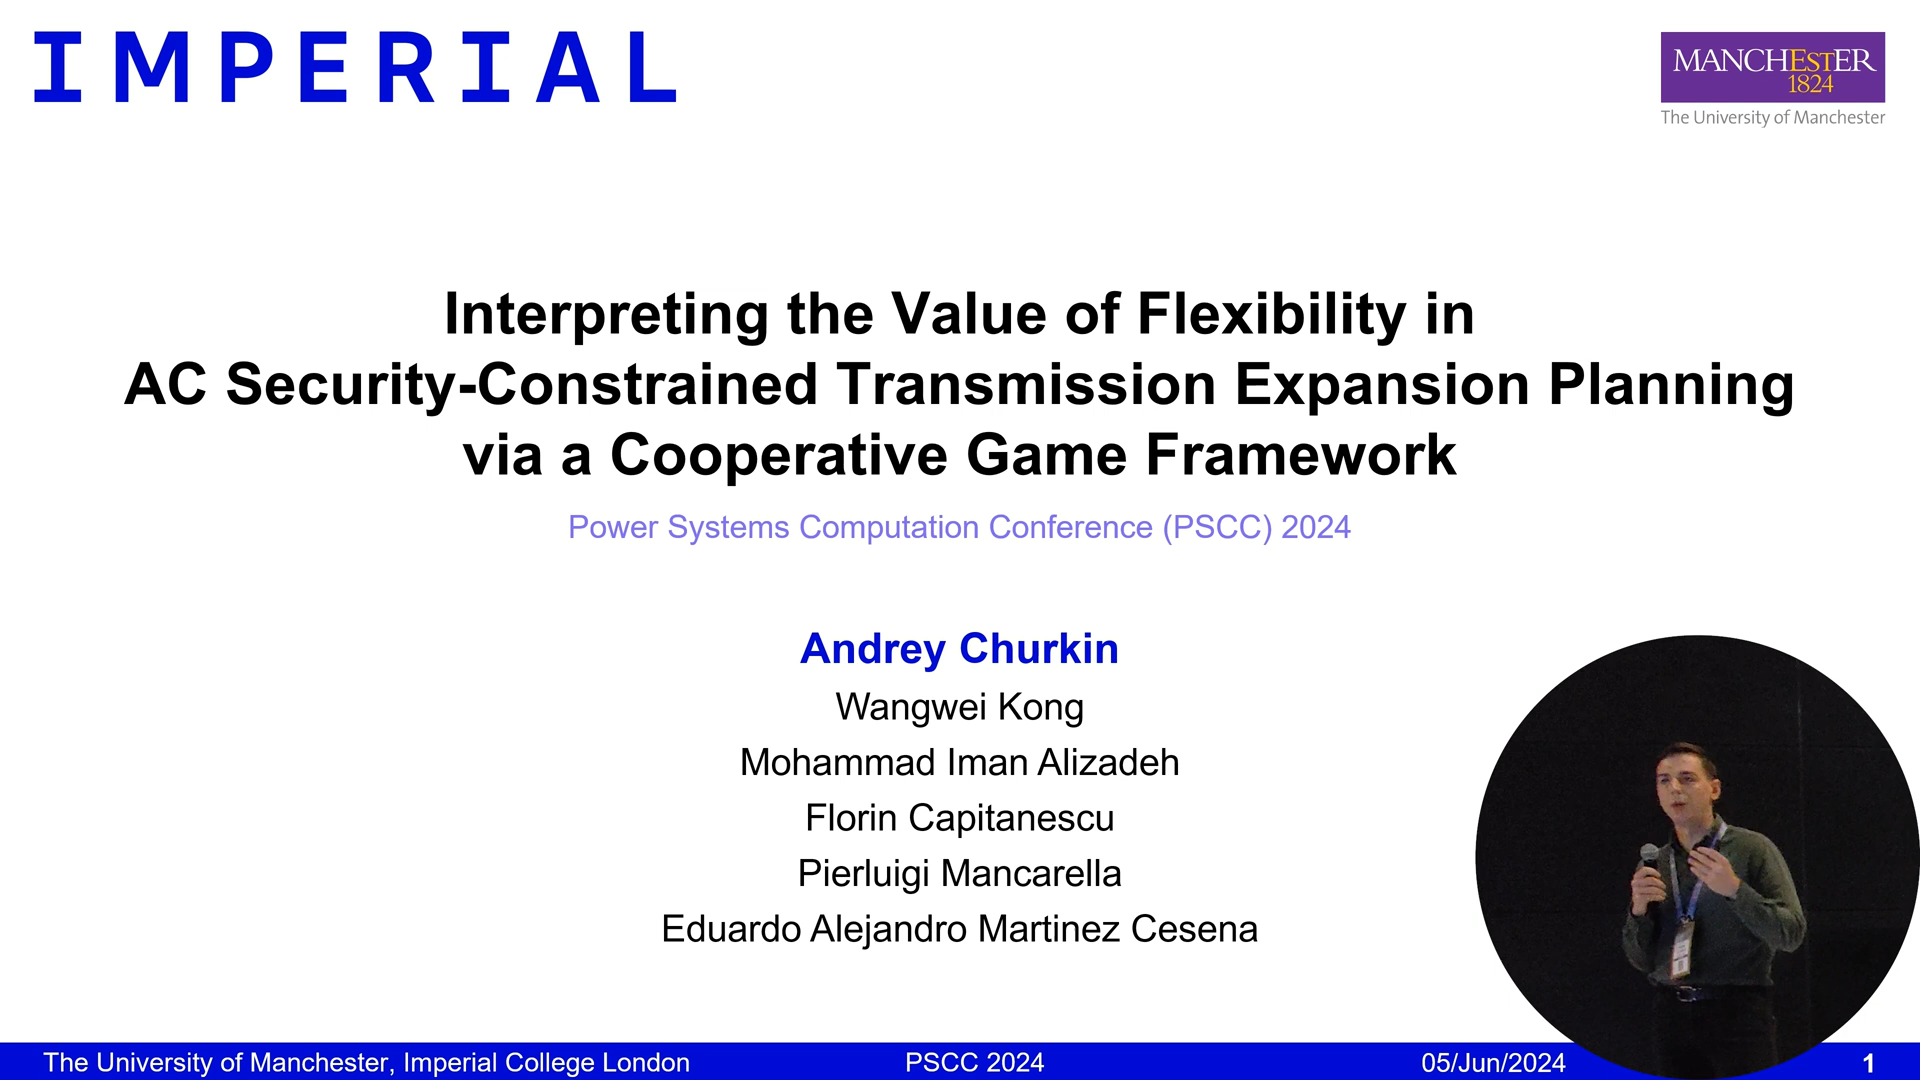 IMPERIAL
MANCHESTER
1824
The University of Manchester
Interpreting the Value of Flexibility in
AC Security-Constrained Transmission Expansion Planning
via a Cooperative Game Framework
Power Systems Computation Conference (PSCC) 2024
Andrey Churkin
Wangwei Kong
Mohammad Iman Alizadeh
Florin Capitanescu
Pierluigi Mancarella
Eduardo Alejandro Martinez Cesena
The University of Manchester, Imperial College London
PSCC 2024
05/Jun/2024
1